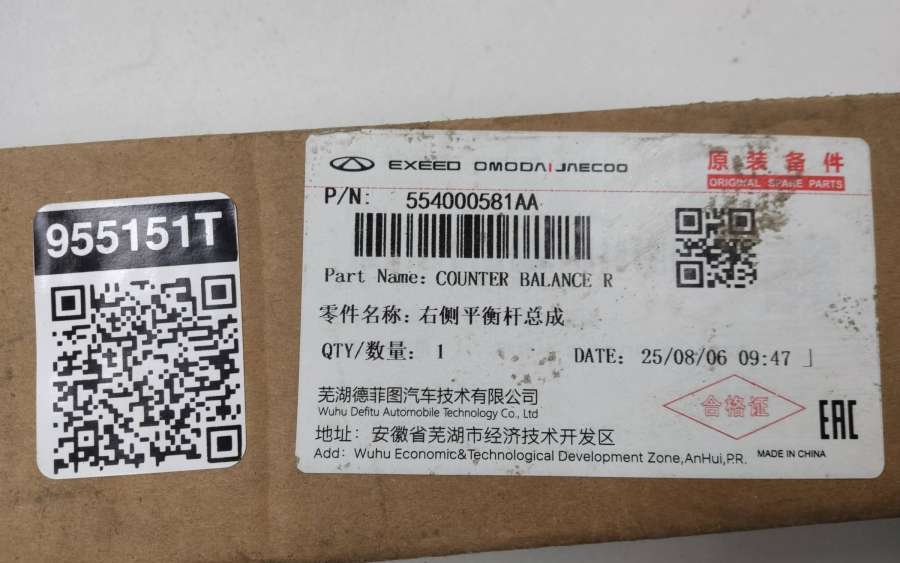 955151T
EXEED OMODA JAECOO
原装备件
ORIGINAL SPARE PARTS
P/N: 554000581AA
Part Name: COUNTER BALANCE R
零件名称: 右侧平衡杆总成
QTY/数量: 1 DATE: 25/08/06 09:47
芜湖德菲图汽车技术有限公司
Wuhu Defitu Automobile Technology Co., Ltd
合格证
EAC
地址: 安徽省芜湖市经济技术开发区
Add: Wuhu Economic&Technological Development Zone,AnHui,P.R.
MADE IN CHINA